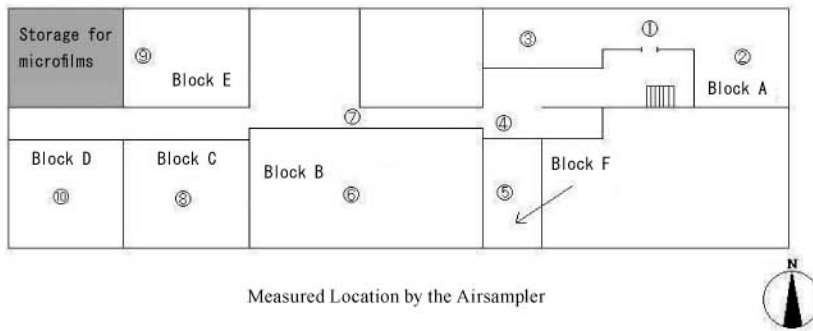 Storage for
microfilms
⑨
Block E
③
①
②
Block A
⑦
④
Block D
⑩
Block C
⑧
Block B
⑥
⑤
Block F
Measured Location by the Airsampler
N